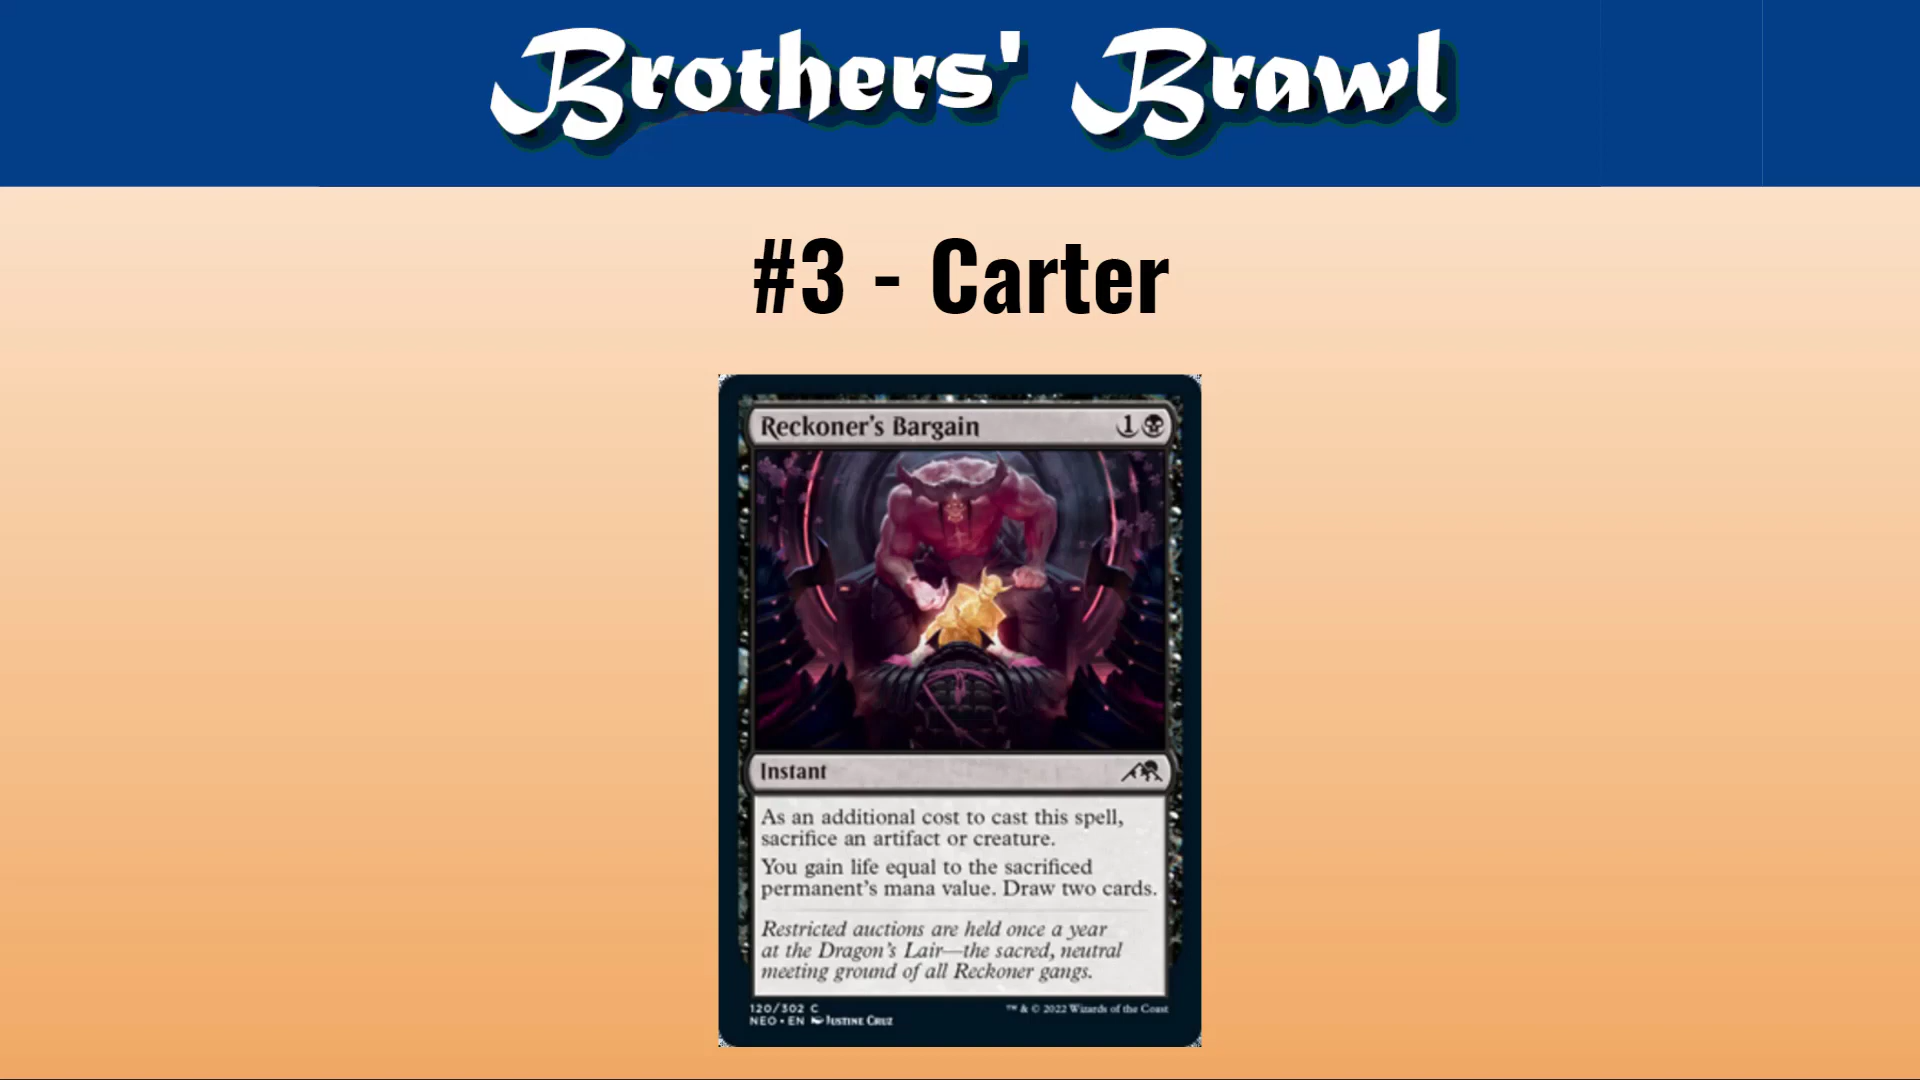 Brothers' Brawl
#3 - Carter
Reckoner's Bargain 1
Instant
As an additional cost to cast this spell,
sacrifice an artifact or creature.
You gain life equal to the sacrificed
permanent's mana value. Draw two cards.
Restricted auctions are held once a year
at the Dragon's Lair—the sacred, neutral
meeting ground of all Reckoner gangs.
120/302 C
™ & © 2022 Wizards of the Coast
NEO • EN Justine Cruz